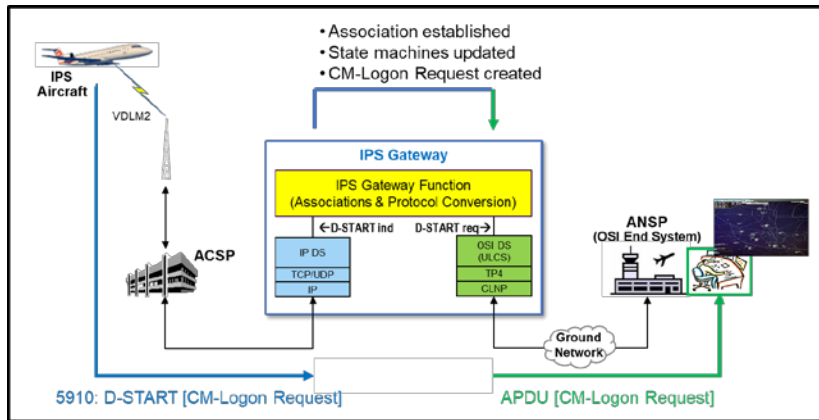 • Association established
• State machines updated
• CM-Logon Request created
IPS
Aircraft
VDLM2
IPS Gateway
IPS Gateway Function
(Associations & Protocol Conversion)
←D-START ind
D-START req→
ACSP
IP DS
TCP/UDP
IP
OSI DS
(ULCS)
TP4
CLNP
ANSP
(OSI End System)
Ground
Network
5910: D-START [CM-Logon Request]
APDU [CM-Logon Request]